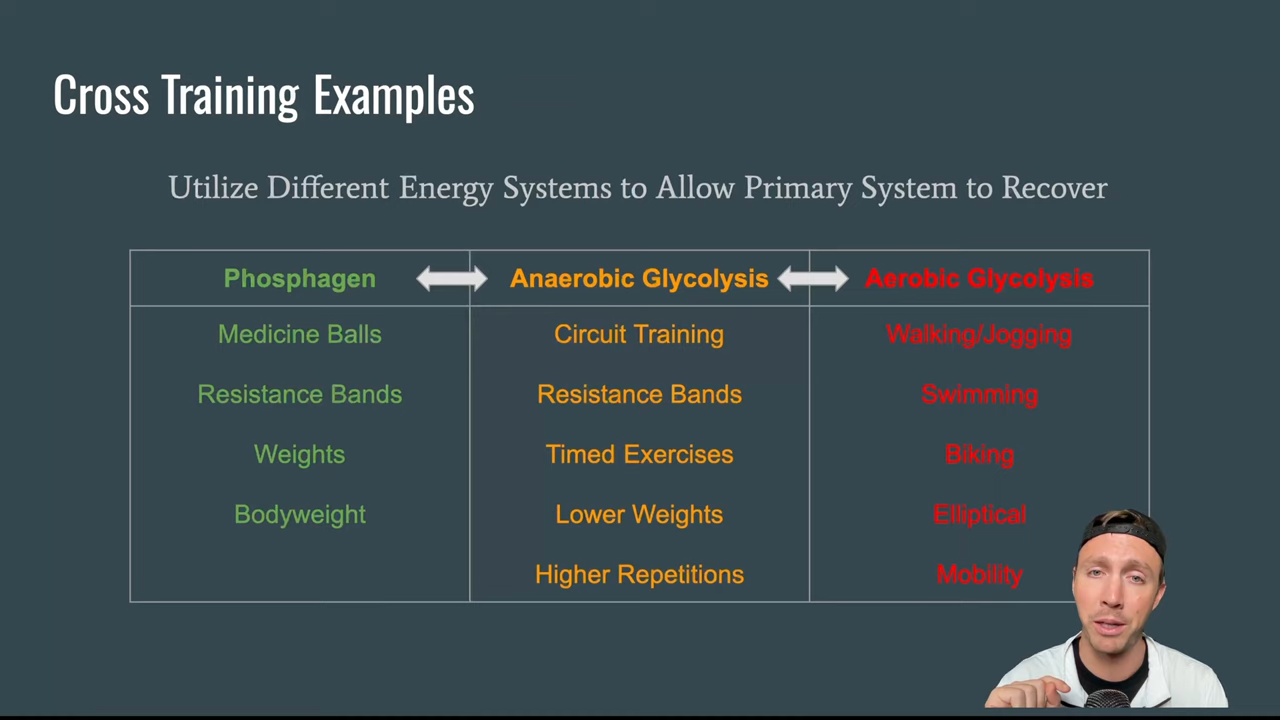 Cross Training Examples
Utilize Different Energy Systems to Allow Primary System to Recover
Phosphagen Anaerobic Glycolysis Aerobic Glycolysis
Medicine Balls Circuit Training Walking/Jogging
Resistance Bands Resistance Bands Swimming
Weights Timed Exercises Biking
Bodyweight Lower Weights Elliptical
Higher Repetitions Mobility